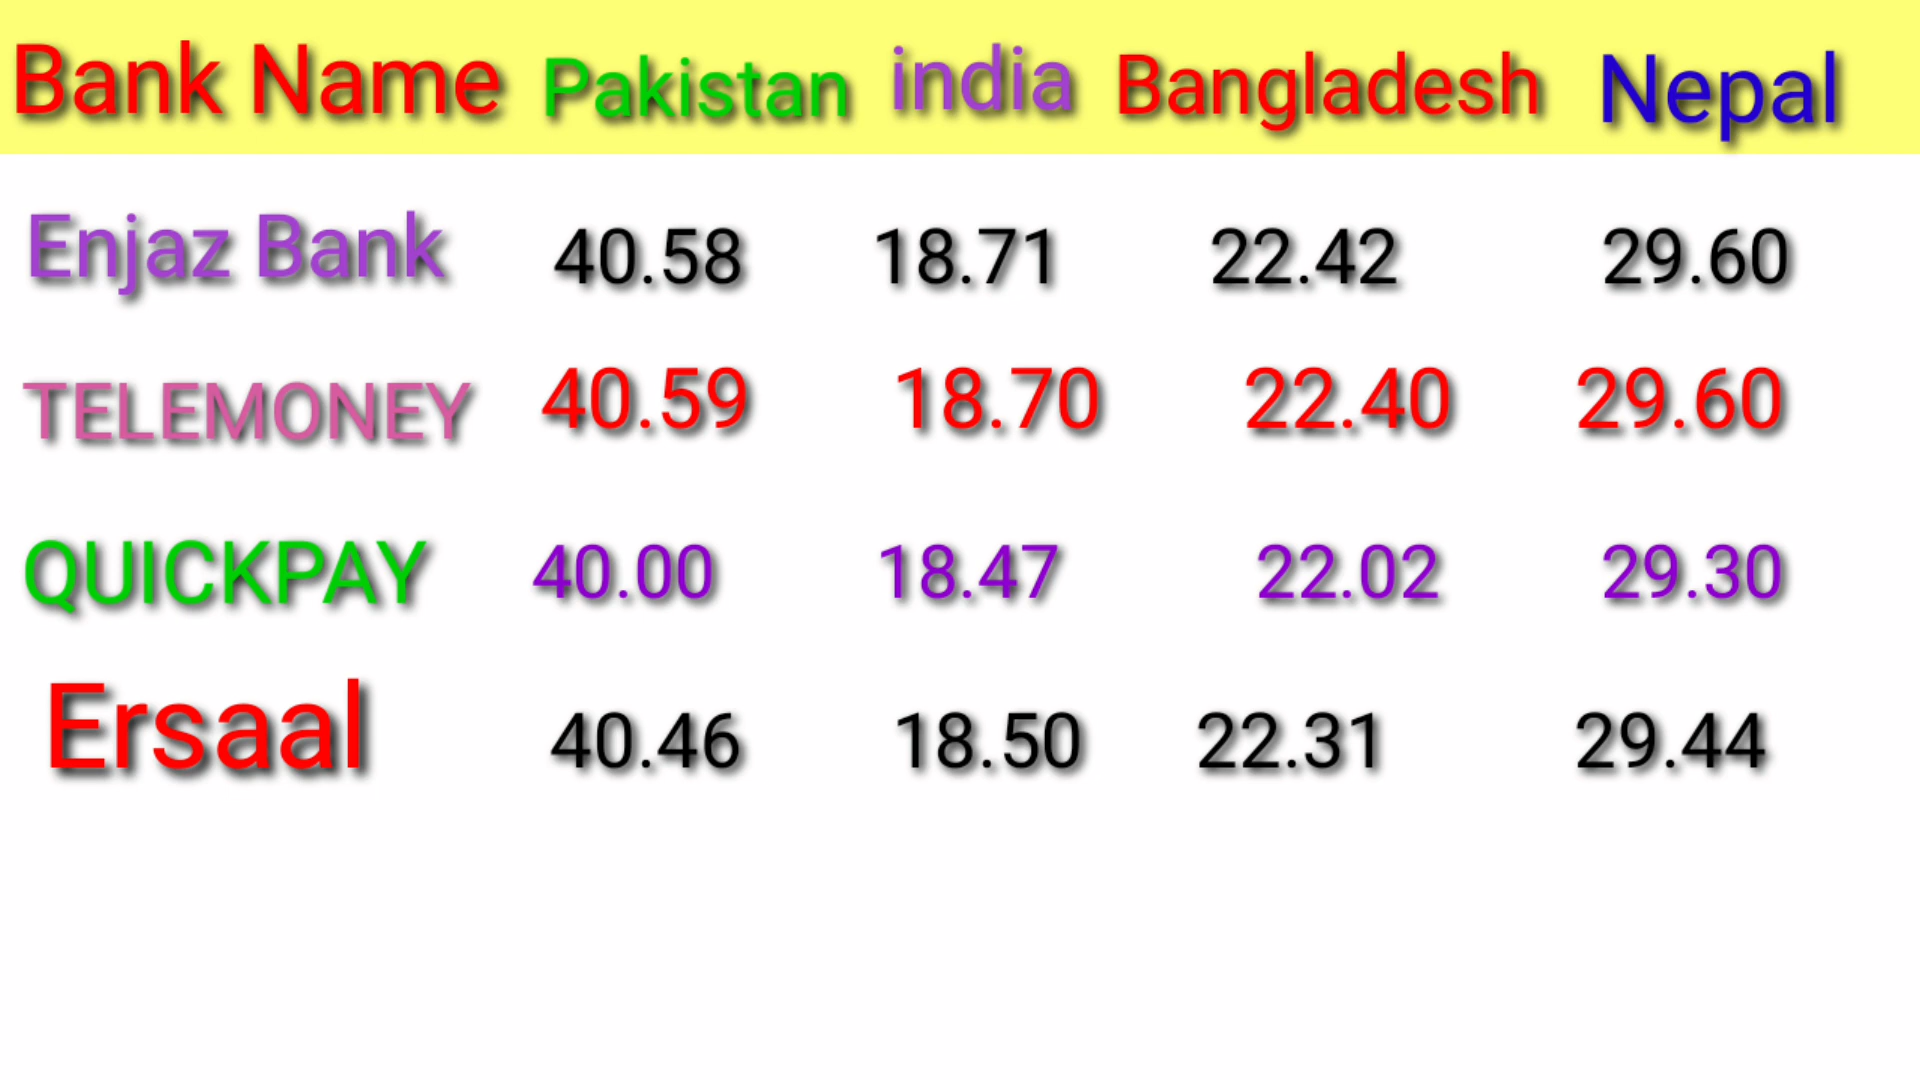 Bank Name Pakistan india Bangladesh Nepal
Enjaz Bank 40.58 18.71 22.42 29.60
TELEMONEY 40.59 18.70 22.40 29.60
QUICKPAY 40.00 18.47 22.02 29.30
Ersaal 40.46 18.50 22.31 29.44